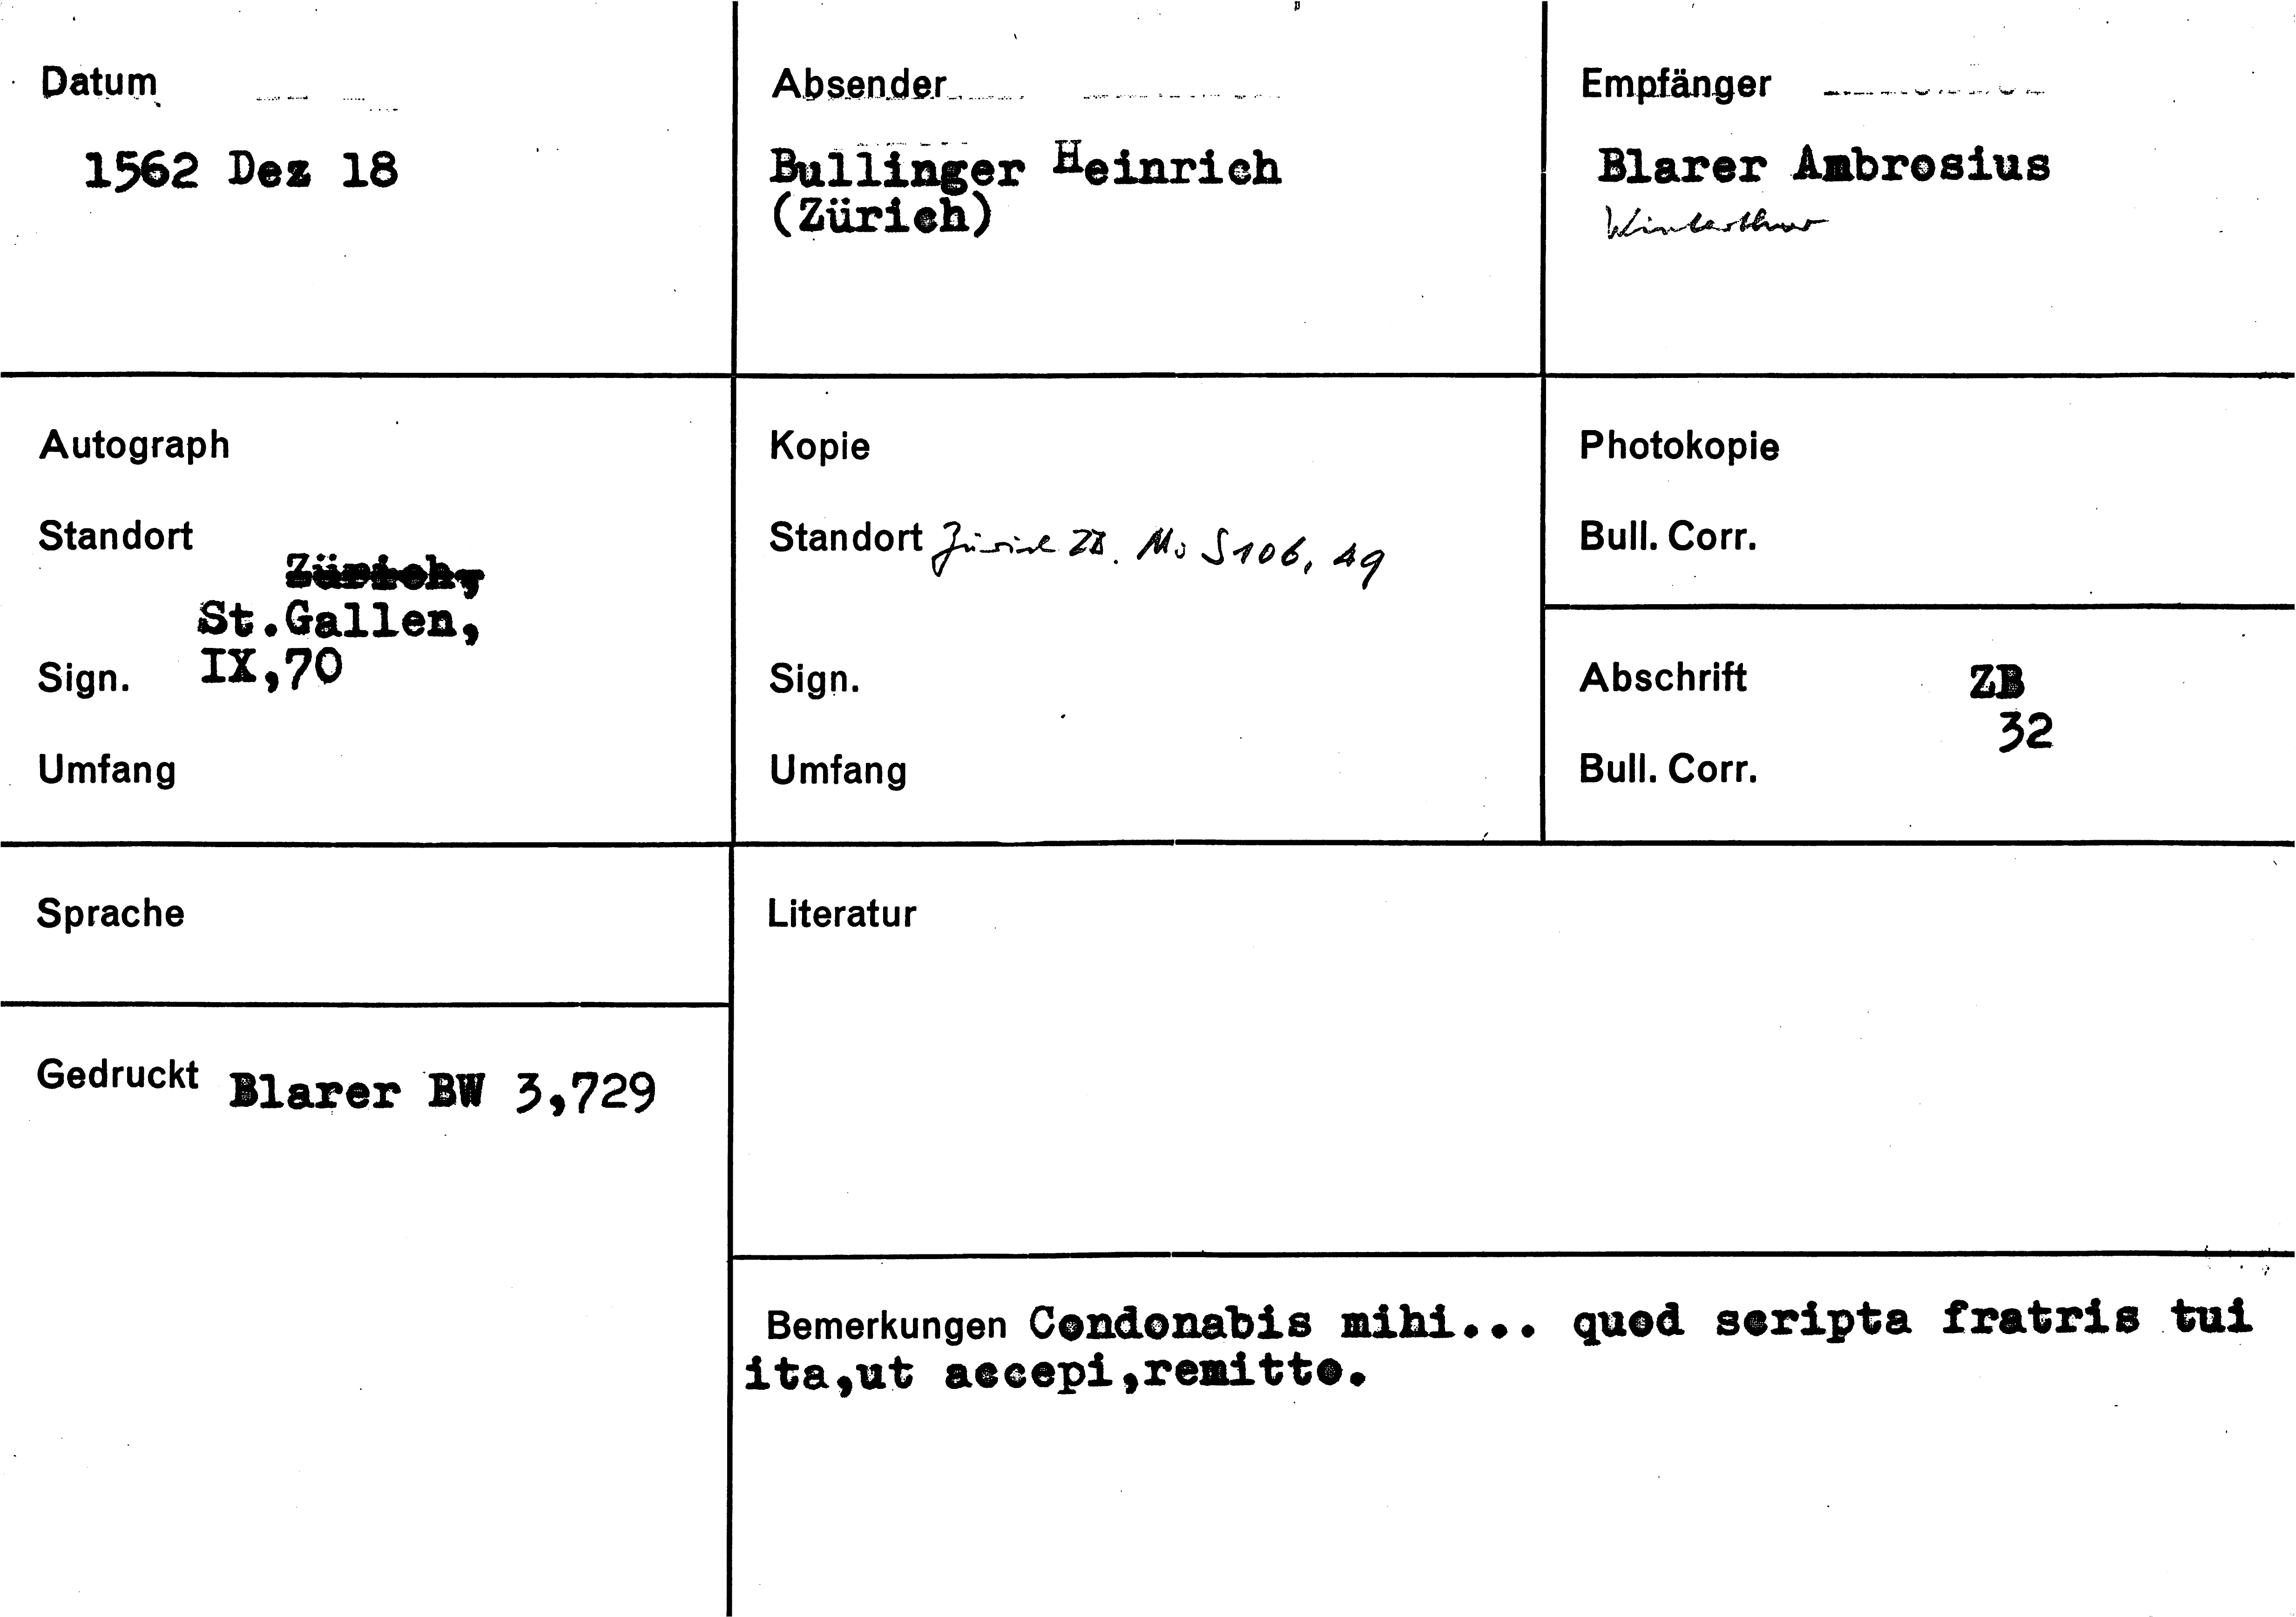 Datum
1562 Dez 18
Absender
Bullinger Heinrich
(Zürich)
Empfänger
Blarer Ambrosius
Winterthur
Autograph
Standort
Zürich,
St.Gallen,
Sign. IX,70
Umfang
Kopie
Standort Zürich ZB. Ms S 106, 49
Sign.
Umfang
Photokopie
Bull. Corr.
Abschrift ZB
32
Bull. Corr.
Sprache
Gedruckt Blarer BW 3,729
Literatur
Bemerkungen Condonabis mihi... quod scripta fratris tui
ita,ut accepi,remitto.